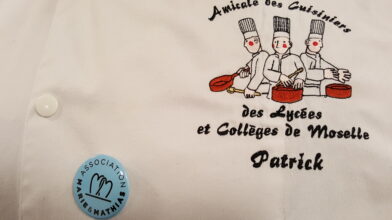 Amicale des Cuisiniers
des Lycées
et Collèges de Moselle
Patrick
ASSOCIATION
MARIE & MATHIAS